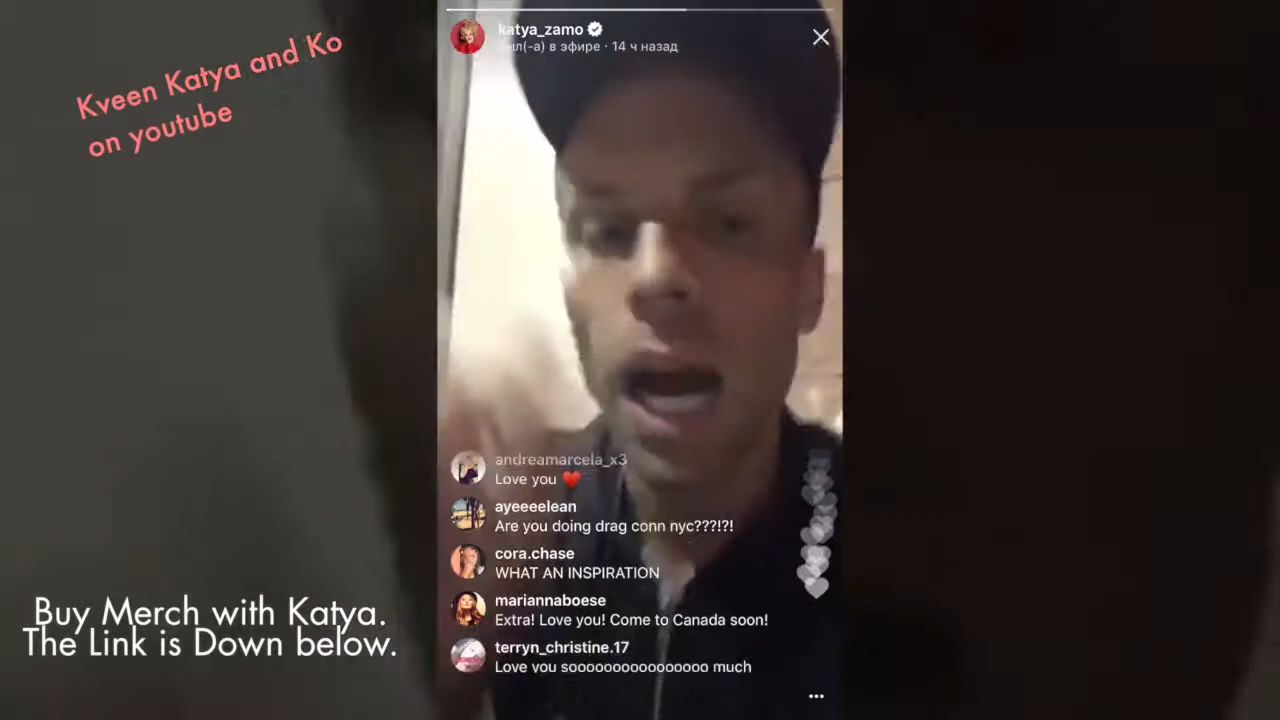 Kveen Katya and Ko
on youtube
katya_zamo
ыл(-а) в эфире · 14 ч назад
andreamarcela_x3
Love you ❤️
ayeeeelean
Are you doing drag conn nyc???!?!
cora.chase
WHAT AN INSPIRATION
mariannaboese
Extra! Love you! Come to Canada soon!
terryn_christine.17
Love you soooooooooooooooo much
Buy Merch with Katya.
The Link is Down below.